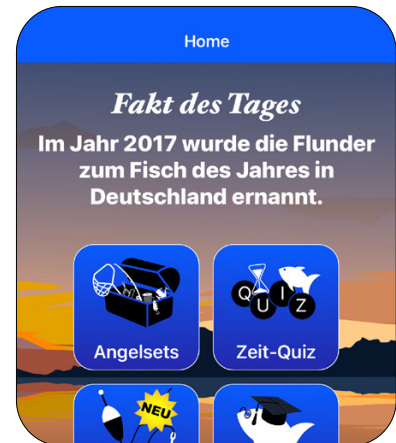 Home
Fakt des Tages
Im Jahr 2017 wurde die Flunder
zum Fisch des Jahres in
Deutschland ernannt.
QUIZ
Angelsets
Zeit-Quiz
NEU